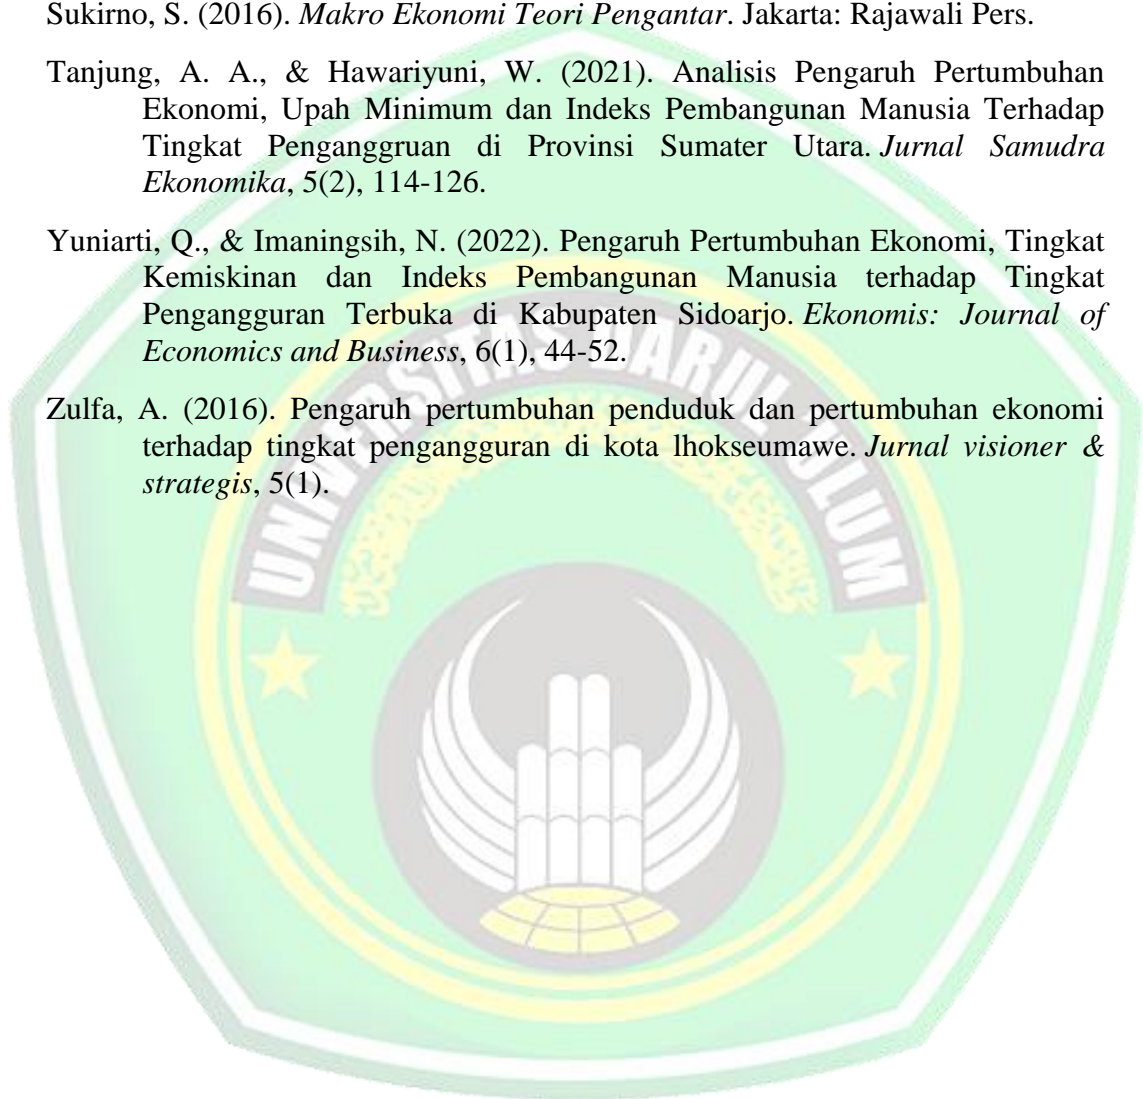 Sukirno, S. (2016). Makro Ekonomi Teori Pengantar. Jakarta: Rajawali Pers.
Tanjung, A. A., & Hawariyuni, W. (2021). Analisis Pengaruh Pertumbuhan
Ekonomi, Upah Minimum dan Indeks Pembangunan Manusia Terhadap
Tingkat Penganggruan di Provinsi Sumater Utara. Jurnal Samudra
Ekonomika, 5(2), 114-126.
Yuniarti, Q., & Imaningsih, N. (2022). Pengaruh Pertumbuhan Ekonomi, Tingkat
Kemiskinan dan Indeks Pembangunan Manusia terhadap Tingkat
Pengangguran Terbuka di Kabupaten Sidoarjo. Ekonomis: Journal of
Economics and Business, 6(1), 44-52.
Zulfa, A. (2016). Pengaruh pertumbuhan penduduk dan pertumbuhan ekonomi
terhadap tingkat pengangguran di kota lhokseumawe. Jurnal visioner &
strategis, 5(1).
UNIVERSITAS DARUL ULUM